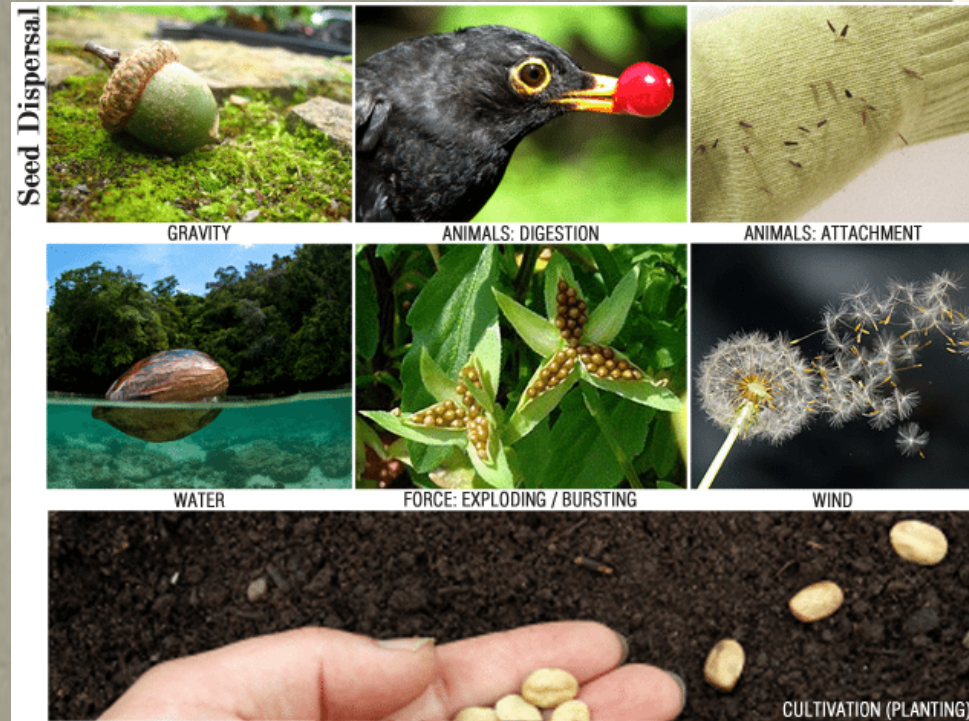 Seed Dispersal
GRAVITY
ANIMALS: DIGESTION
ANIMALS: ATTACHMENT
WATER
FORCE: EXPLODING / BURSTING
WIND
CULTIVATION (PLANTING)